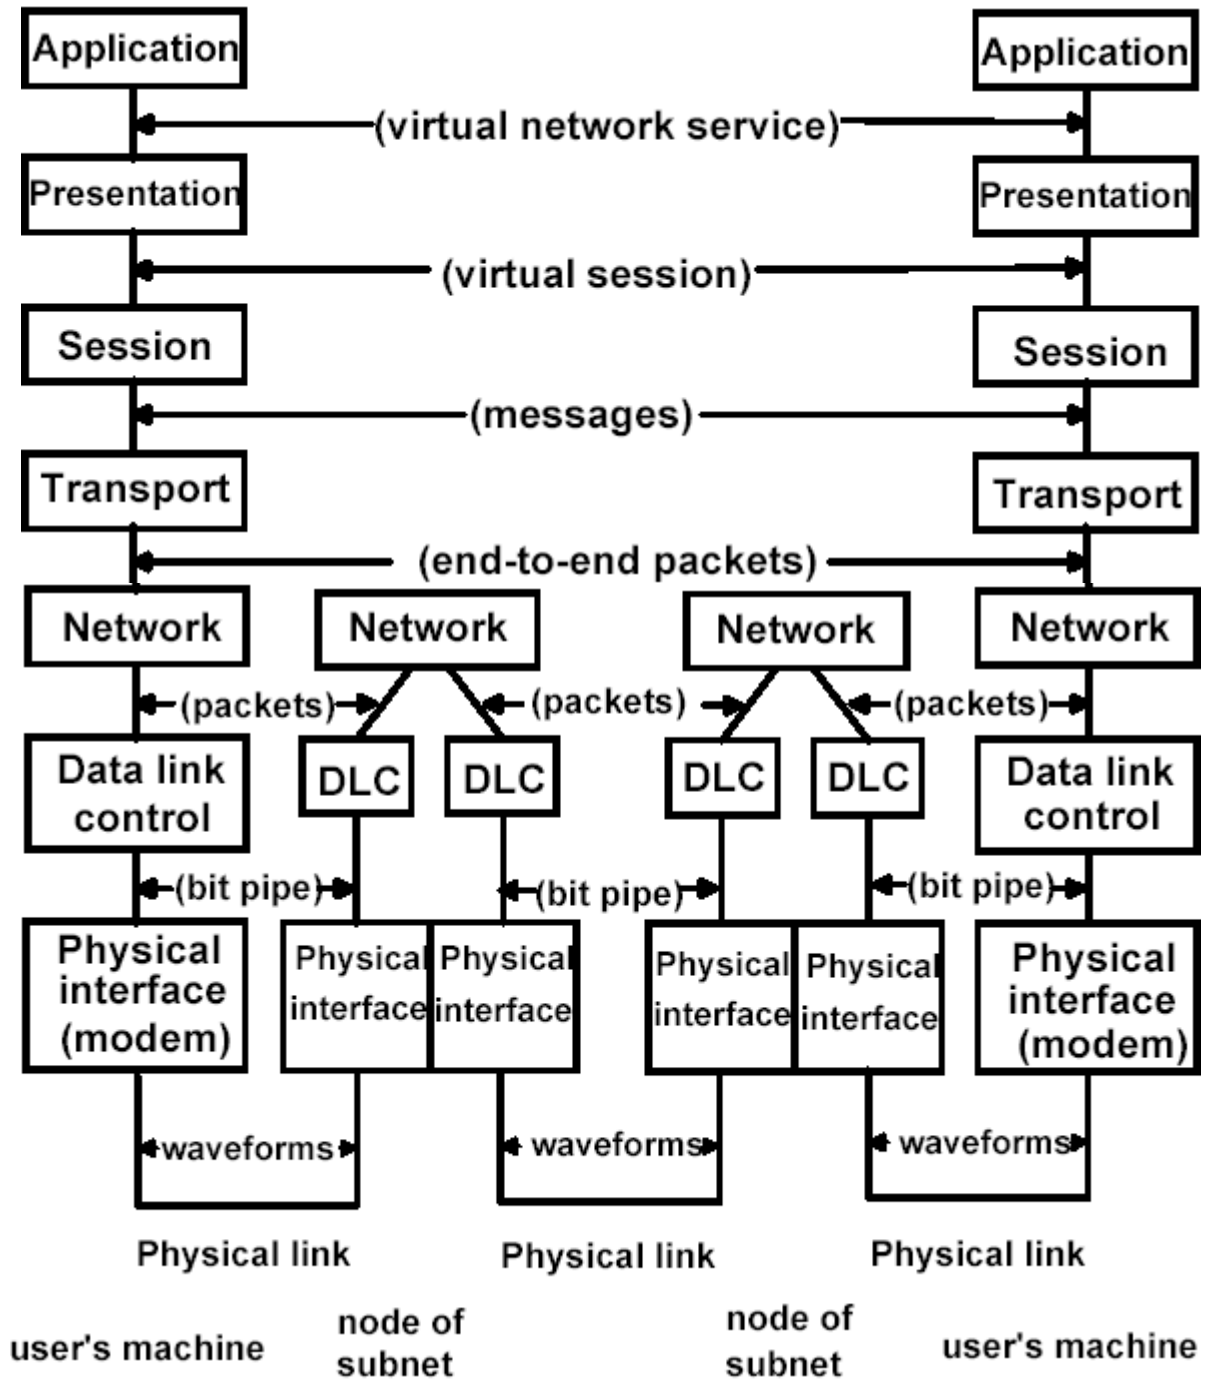 Application
Application
(virtual network service)
Presentation
Presentation
(virtual session)
Session
Session
(messages)
Transport
Transport
(end-to-end packets)
Network
Network
Network
Network
(packets)
(packets)
(packets)
Data link
control
DLC
DLC
DLC
DLC
Data link
control
(bit pipe)
(bit pipe)
(bit pipe)
Physical
interface
(modem)
Physical
interface
Physical
interface
Physical
interface
Physical
interface
Physical
interface
(modem)
waveforms
waveforms
waveforms
Physical link
Physical link
Physical link
user's machine
node of
subnet
node of
subnet
user's machine